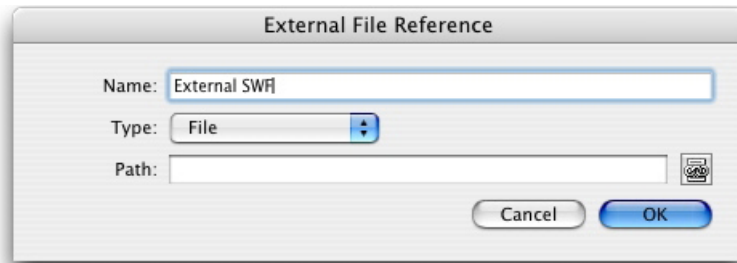 External File Reference
Name: External SWF
Type: File
Path:
Cancel OK